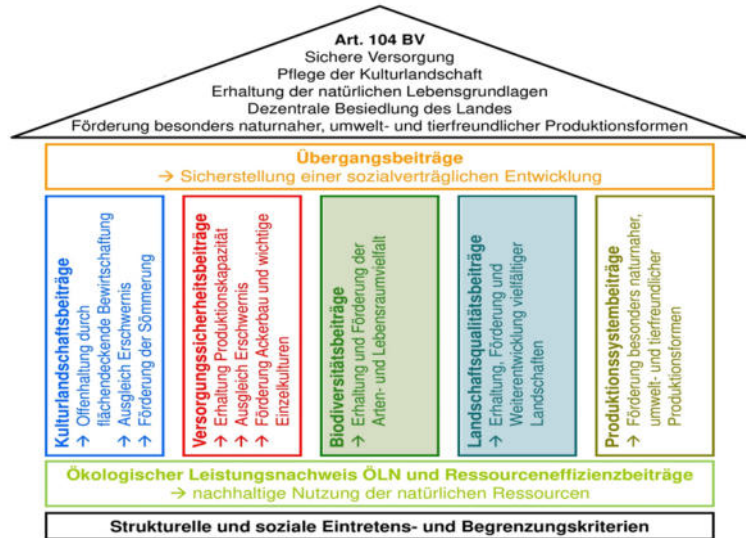 Art. 104 BV
Sichere Versorgung
Pflege der Kulturlandschaft
Erhaltung der natürlichen Lebensgrundlagen
Dezentrale Besiedlung des Landes
Förderung besonders naturnaher, umwelt- und tierfreundlicher Produktionsformen
Übergangsbeiträge
→ Sicherstellung einer sozialverträglichen Entwicklung
Kulturlandschaftsbeiträge
→ Offenhaltung durch
flächendeckende Bewirtschaftung
→ Ausgleich Erschwernis
→ Förderung der Sömmerung
Versorgungssicherheitsbeiträge
→ Erhaltung Produktionskapazität
→ Ausgleich Erschwernis
→ Förderung Ackerbau und wichtige
Einzelkulturen
Biodiversitätsbeiträge
→ Erhaltung und Förderung der
Arten- und Lebensraumvielfalt
Landschaftsqualitätsbeiträge
→ Erhaltung, Förderung und
Weiterentwicklung vielfältiger
Landschaften
Produktionssystembeiträge
→ Förderung besonders naturnaher,
umwelt- und tierfreundlicher
Produktionsformen
Ökologischer Leistungsnachweis ÖLN und Ressourceneffizienzbeiträge
→ nachhaltige Nutzung der natürlichen Ressourcen
Strukturelle und soziale Eintretens- und Begrenzungskriterien